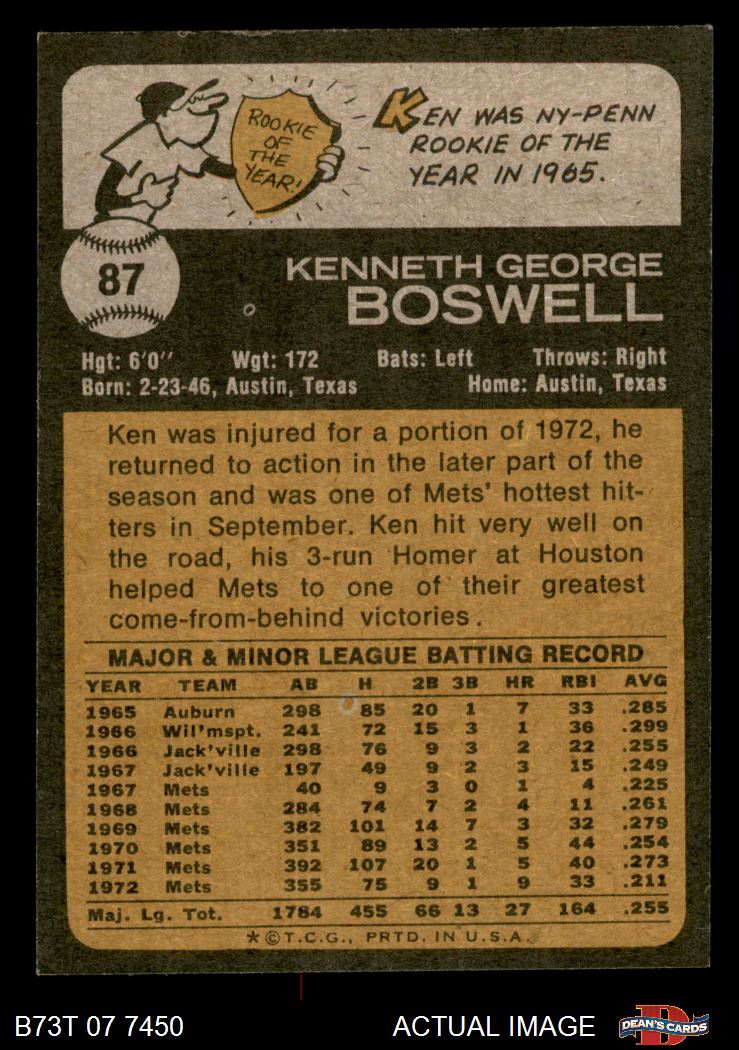 ROOKIE
OF
THE
YEAR!
KEN WAS NY-PENN
ROOKIE OF THE
YEAR IN 1965.
87
KENNETH GEORGE
BOSWELL
Hgt: 6'0" Wgt: 172 Bats: Left Throws: Right
Born: 2-23-46, Austin, Texas Home: Austin, Texas
Ken was injured for a portion of 1972, he
returned to action in the later part of the
season and was one of Mets' hottest hit-
ters in September. Ken hit very well on
the road, his 3-run Homer at Houston
helped Mets to one of their greatest
come-from-behind victories.
MAJOR & MINOR LEAGUE BATTING RECORD
YEAR TEAM AB H 2B 3B HR RBI AVG
1965 Auburn 298 85 20 1 7 33 .285
1966 Wil'mspt. 241 72 15 3 1 36 .299
1966 Jack'ville 298 76 9 3 2 22 .255
1967 Jack'ville 197 49 9 2 3 15 .249
1967 Mets 40 9 3 0 1 4 .225
1968 Mets 284 74 7 2 4 11 .261
1969 Mets 382 101 14 7 3 32 .279
1970 Mets 351 89 13 2 5 44 .254
1971 Mets 392 107 20 1 5 40 .273
1972 Mets 355 75 9 1 9 33 .211
Maj. Lg. Tot. 1784 455 66 13 27 164 .255
*©T.C.G., PRTD. IN U.S.A.
B73T 07 7450 ACTUAL IMAGE D DEAN'S CARDS